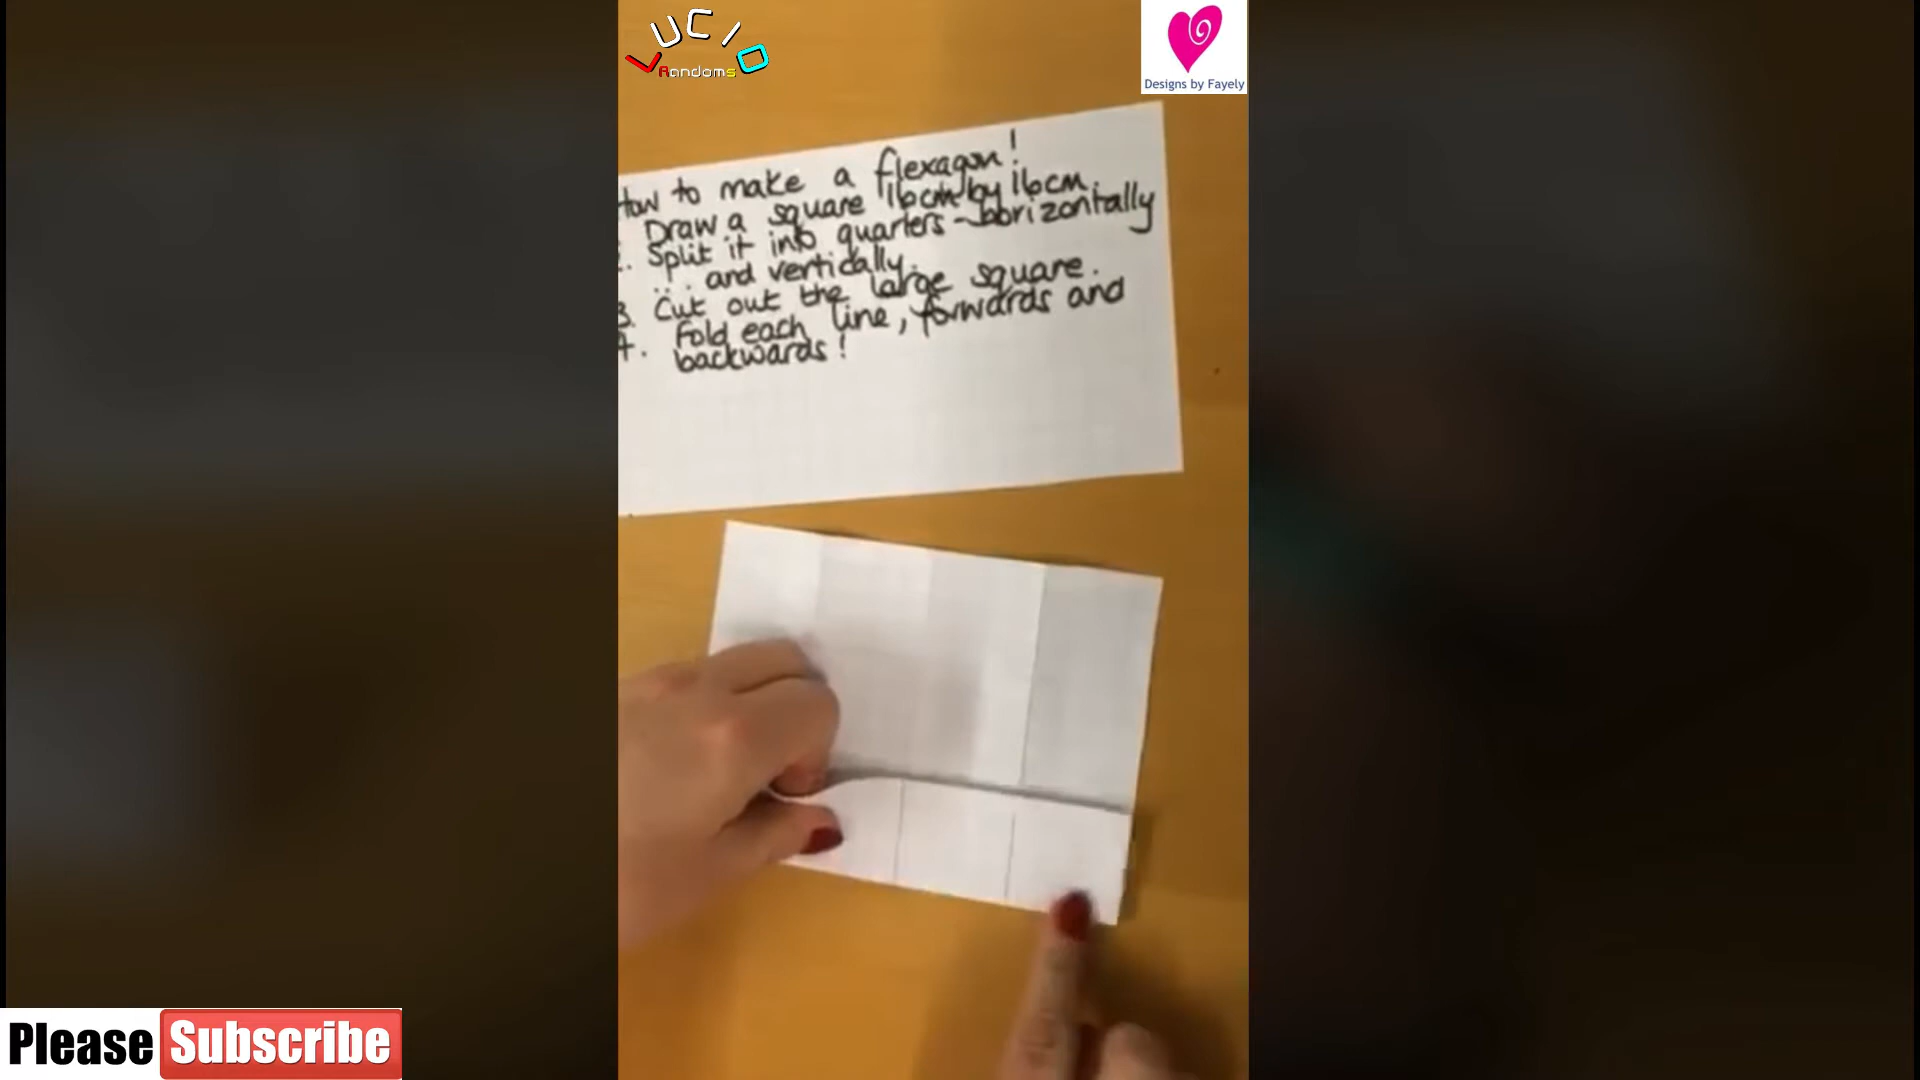 LUCIO
Randoms
Designs by Fayely
How to make a flexagon!
Draw a square 16cm by 16cm.
2. Split it into quarters - horizontally
... and vertically.
3. Cut out the large square.
4. Fold each line, forwards and
backwards!
Please Subscribe